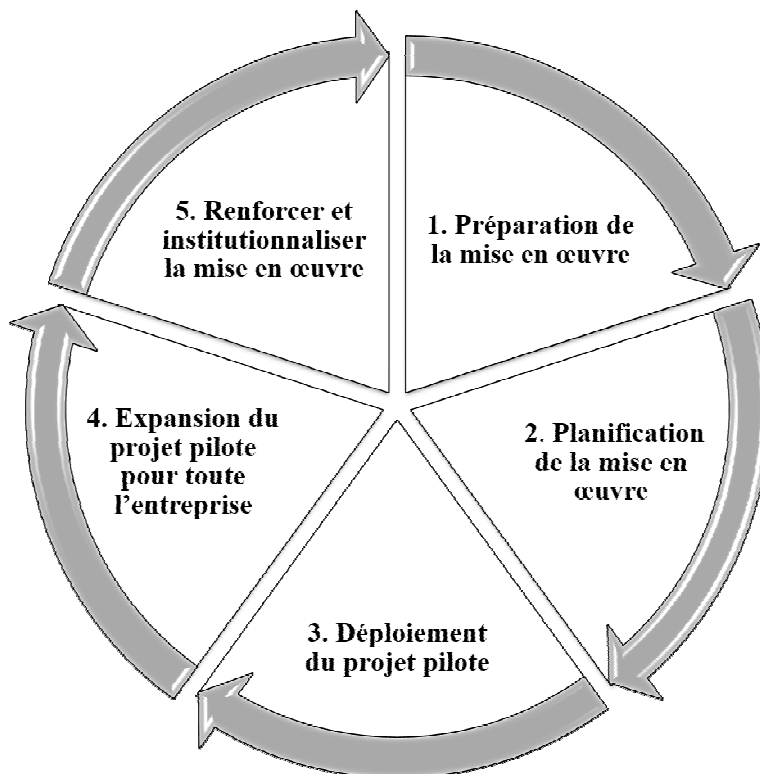 1. Préparation de
la mise en œuvre
2. Planification
de la mise en
œuvre
3. Déploiement
du projet pilote
4. Expansion du
projet pilote
pour toute
l’entreprise
5. Renforcer et
institutionnaliser
la mise en œuvre